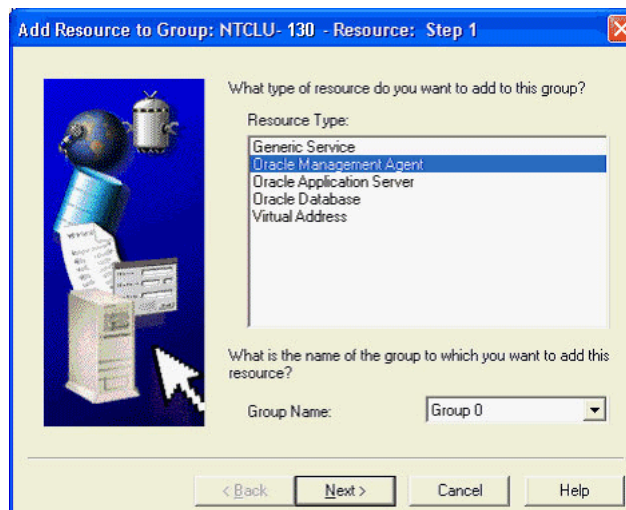 Add Resource to Group: NTCLU- 130 - Resource: Step 1
What type of resource do you want to add to this group?
Resource Type:
Generic Service
Oracle Management Agent
Oracle Application Server
Oracle Database
Virtual Address
What is the name of the group to which you want to add this
resource?
Group Name: Group 0
< Back Next > Cancel Help